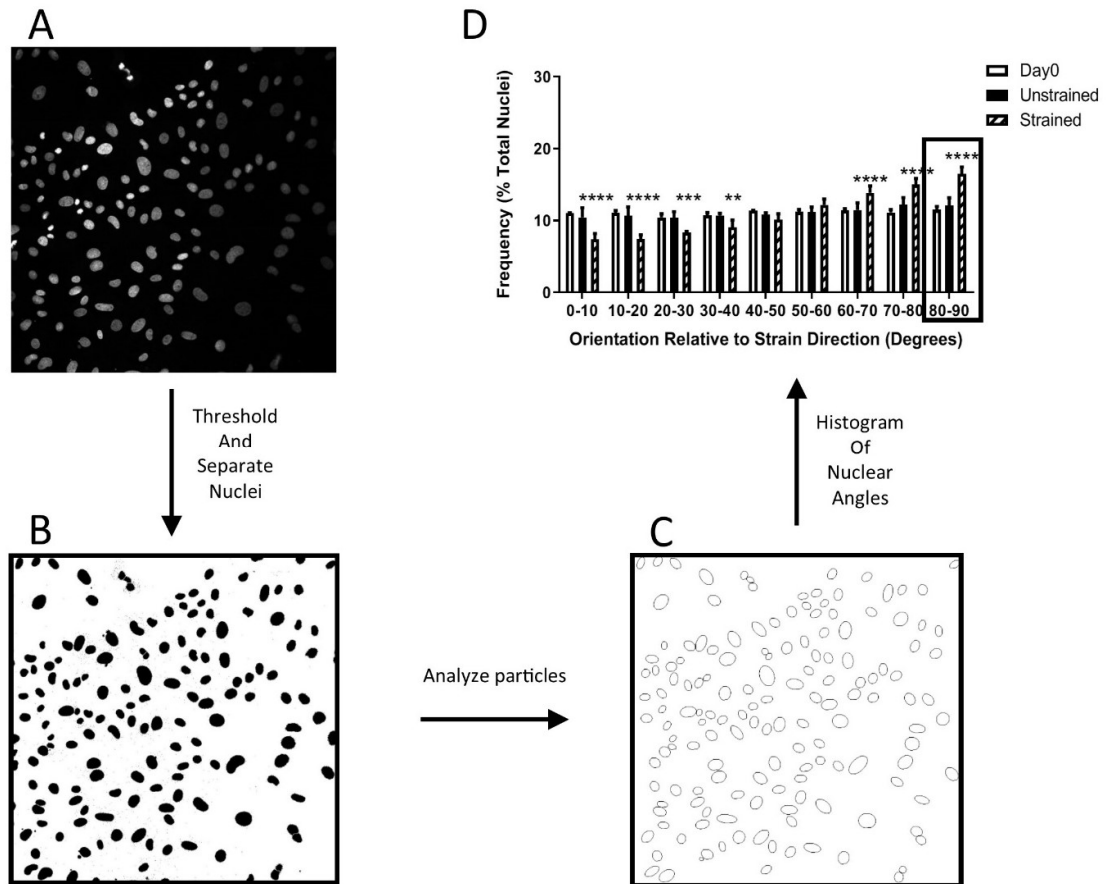 A
D
Frequency (% Total Nuclei)
30
20
10
0
**** **** *** ** **** **** ****
0-10 10-20 20-30 30-40 40-50 50-60 60-70 70-80 80-90
Orientation Relative to Strain Direction (Degrees)
Day0
Unstrained
Strained
Threshold
And
Separate
Nuclei
Histogram
Of
Nuclear
Angles
B
Analyze particles
C